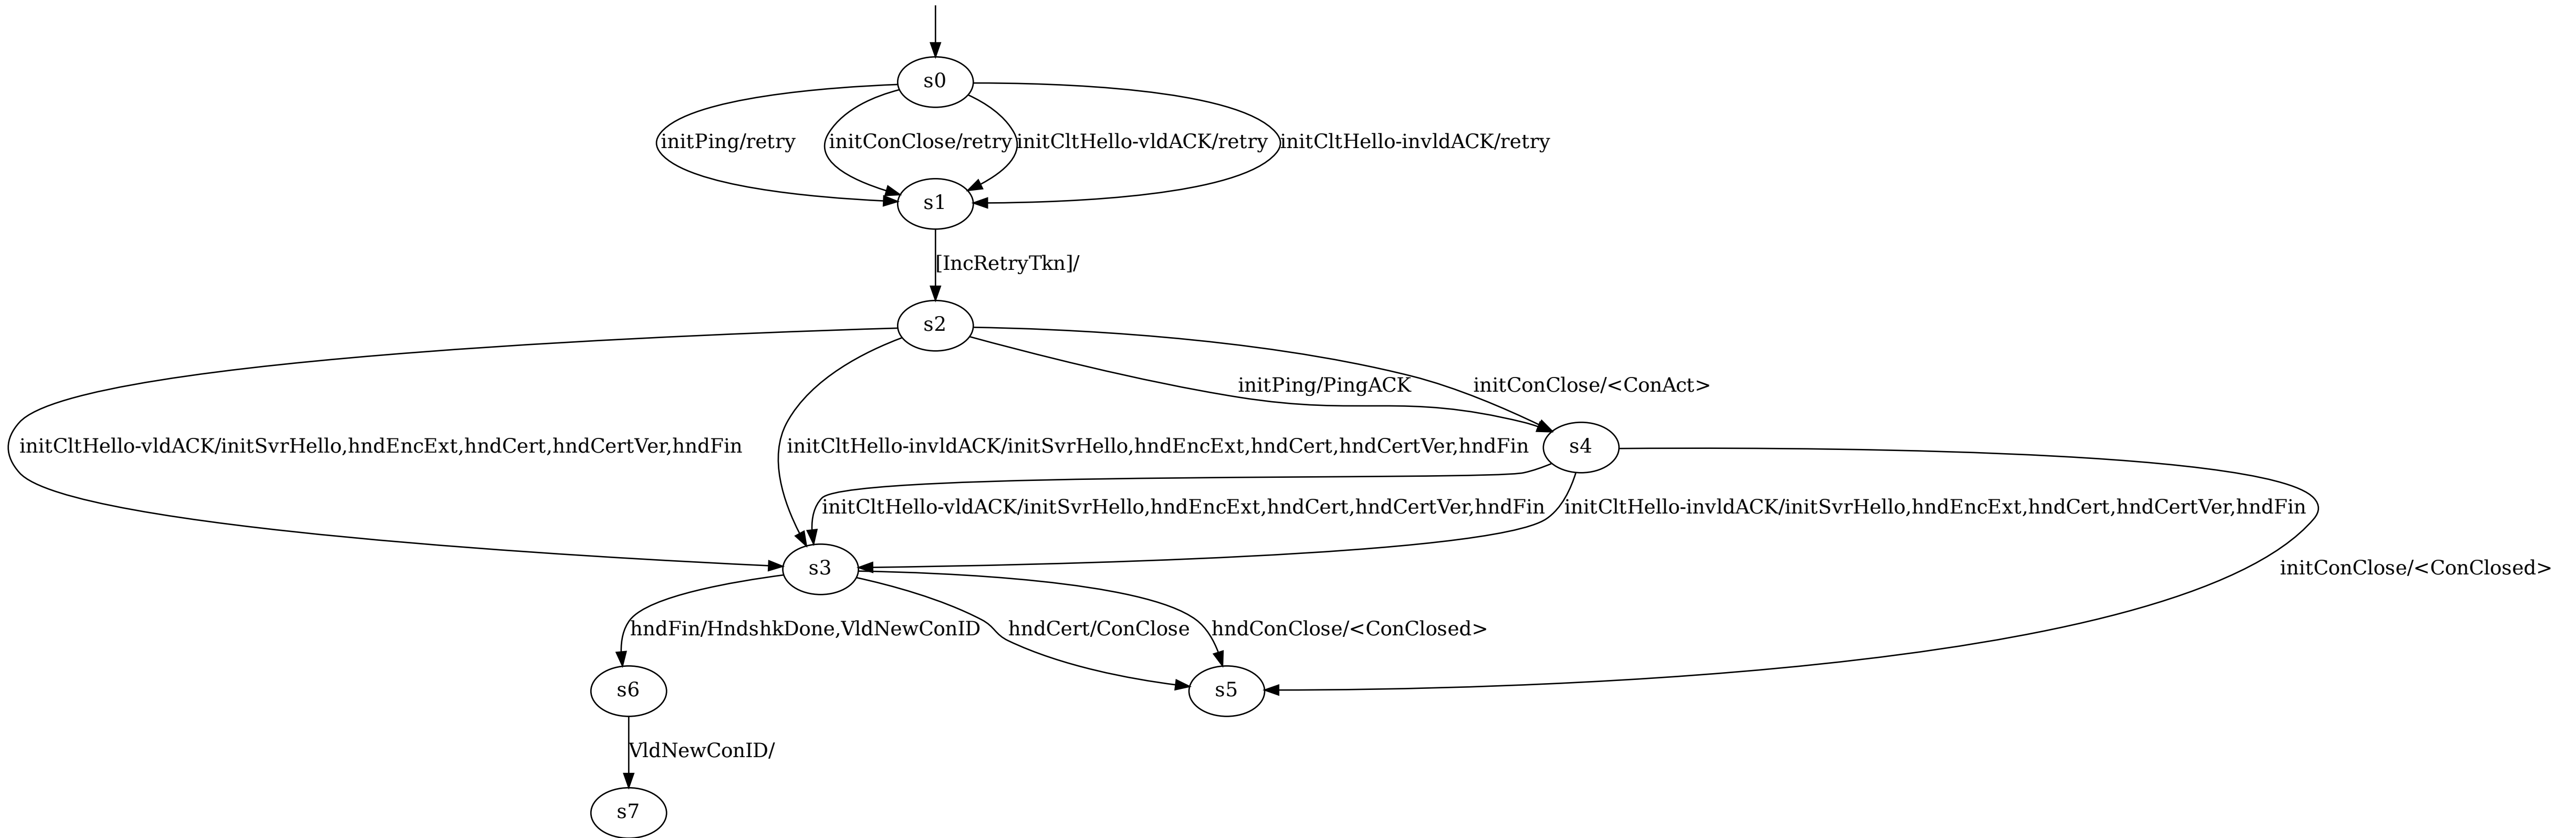 s0
initPing/retry
initConClose/retry
initCltHello-vldACK/retry
initCltHello-invldACK/retry
s1
[IncRetryTkn]/
s2
initPing/PingACK
initConClose/<ConAct>
initCltHello-vldACK/initSvrHello,hndEncExt,hndCert,hndCertVer,hndFin
initCltHello-invldACK/initSvrHello,hndEncExt,hndCert,hndCertVer,hndFin
s4
initCltHello-vldACK/initSvrHello,hndEncExt,hndCert,hndCertVer,hndFin
initCltHello-invldACK/initSvrHello,hndEncExt,hndCert,hndCertVer,hndFin
s3
initConClose/<ConClosed>
hndFin/HndshkDone,VldNewConID
hndCert/ConClose
hndConClose/<ConClosed>
s6
s5
VldNewConID/
s7